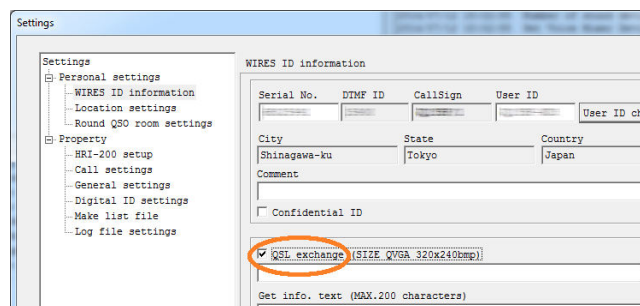 Settings
Settings
Personal settings
WIRES ID information
Location settings
Round QSO room settings
Property
HRI-200 setup
Call settings
General settings
Digital ID settings
Make list file
Log file settings
WIRES ID information
Serial No. DTMF ID CallSign User ID
User ID ch
City State Country
Shinagawa-ku Tokyo Japan
Comment
Confidential ID
QSL exchange (SIZE QVGA 320x240bmp)
Get info. text (MAX.200 characters)